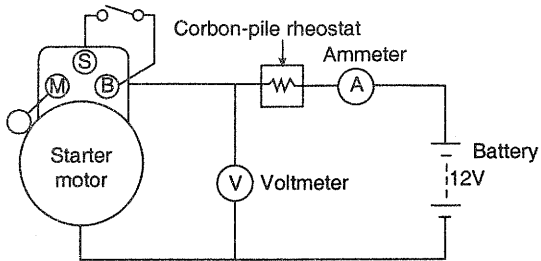 Corbon-pile rheostat
Ammeter
S
M
B
A
Battery
12V
Starter
motor
V
Voltmeter